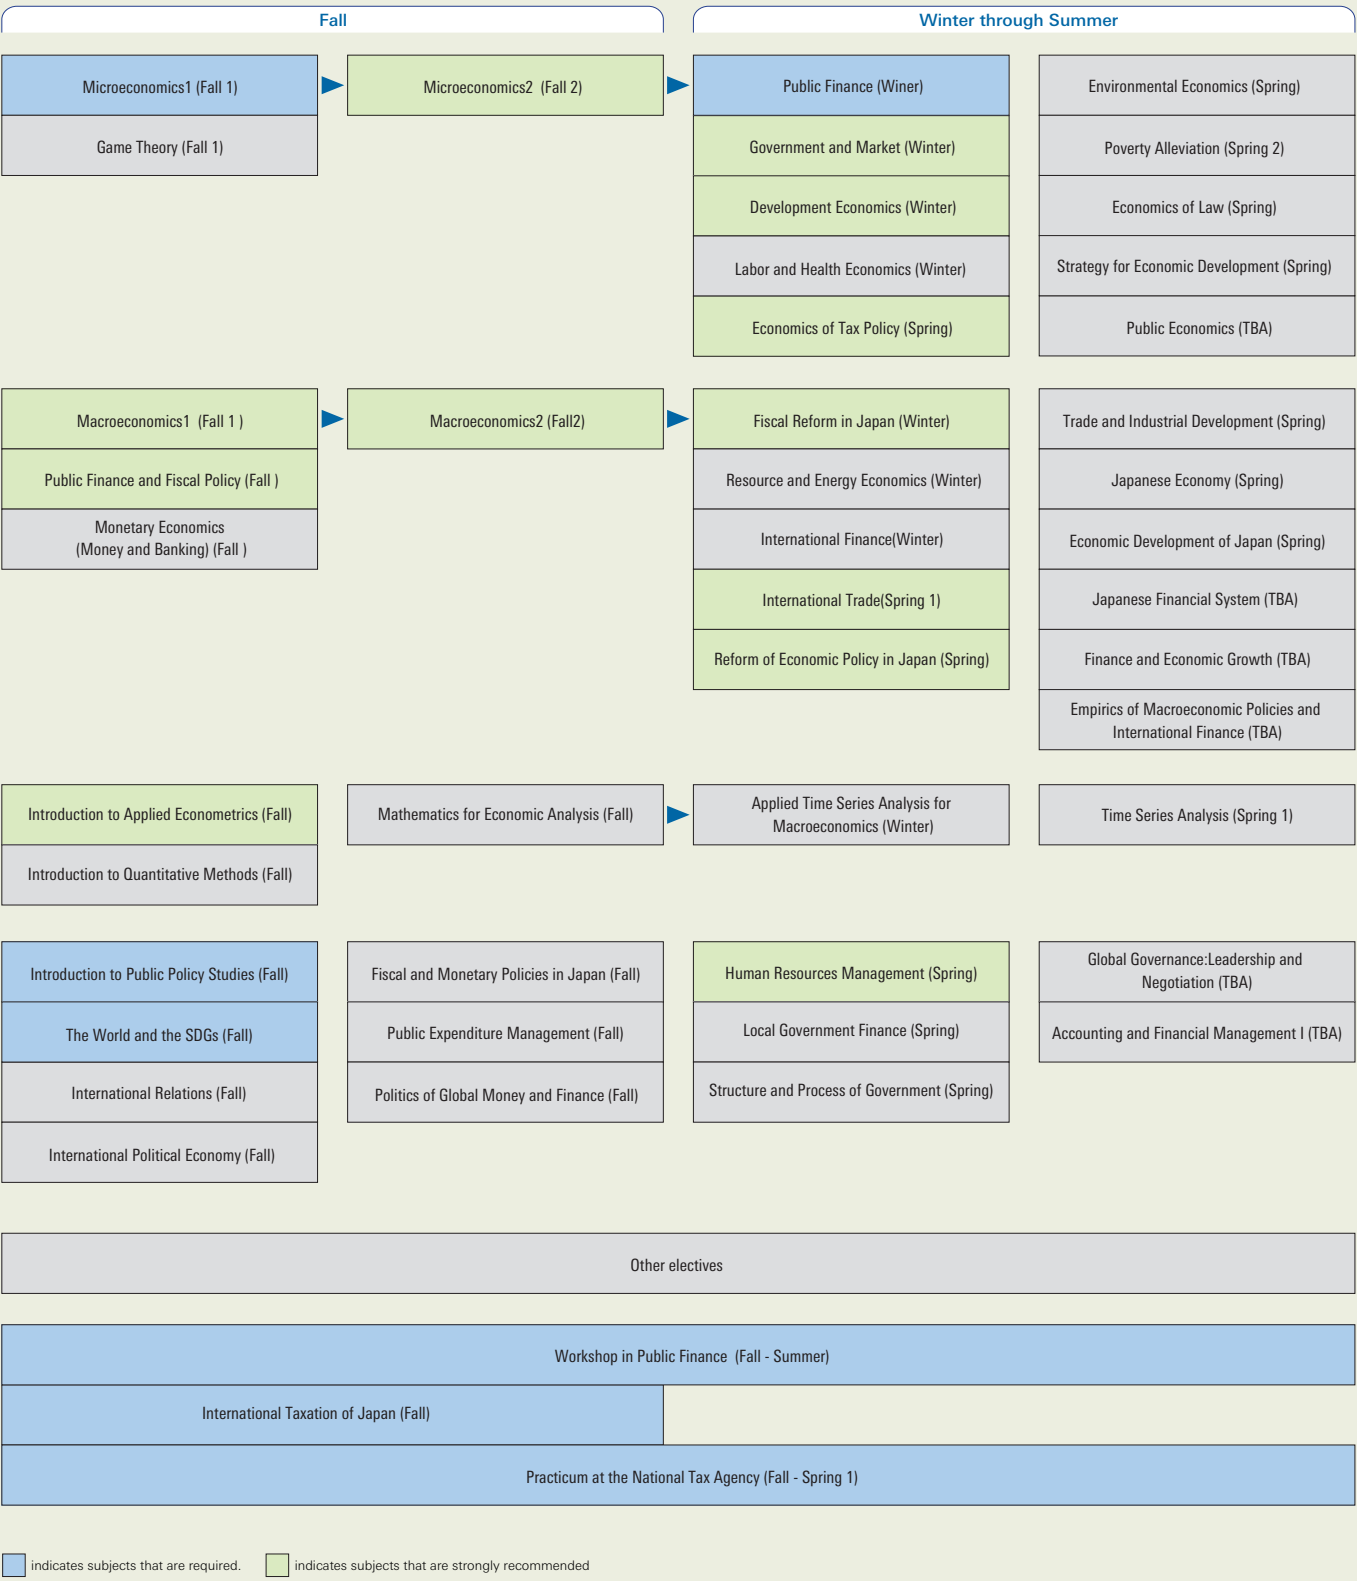 Fall
Winter through Summer
Microeconomics1 (Fall 1)
Microeconomics2  (Fall 2)
Public Finance (Winer)
Environmental Economics (Spring)
Game Theory (Fall 1)
Government and Market (Winter)
Poverty Alleviation (Spring 2)
Development Economics (Winter)
Economics of Law (Spring)
Labor and Health Economics (Winter)
Strategy for Economic Development (Spring)
Economics of Tax Policy (Spring)
Public Economics (TBA)
Macroeconomics1  (Fall 1 )
Macroeconomics2 (Fall2)
Fiscal Reform in Japan (Winter)
Trade and Industrial Development (Spring)
Public Finance and Fiscal Policy (Fall )
Resource and Energy Economics (Winter)
Japanese Economy (Spring)
Monetary Economics
(Money and Banking) (Fall )
International Finance(Winter)
Economic Development of Japan (Spring)
International Trade(Spring 1)
Japanese Financial System (TBA)
Reform of Economic Policy in Japan (Spring)
Finance and Economic Growth (TBA)
Empirics of Macroeconomic Policies and
International Finance (TBA)
Introduction to Applied Econometrics (Fall)
Mathematics for Economic Analysis (Fall)
Applied Time Series Analysis for
Macroeconomics (Winter)
Time Series Analysis (Spring 1)
Introduction to Quantitative Methods (Fall)
Introduction to Public Policy Studies (Fall)
Fiscal and Monetary Policies in Japan (Fall)
Human Resources Management (Spring)
Global Governance:Leadership and
Negotiation (TBA)
The World and the SDGs (Fall)
Public Expenditure Management (Fall)
Local Government Finance (Spring)
Accounting and Financial Management I (TBA)
International Relations (Fall)
Politics of Global Money and Finance (Fall)
Structure and Process of Government (Spring)
International Political Economy (Fall)
Other electives
Workshop in Public Finance  (Fall - Summer)
International Taxation of Japan (Fall)
Practicum at the National Tax Agency (Fall - Spring 1)
indicates subjects that are required.
indicates subjects that are strongly recommended